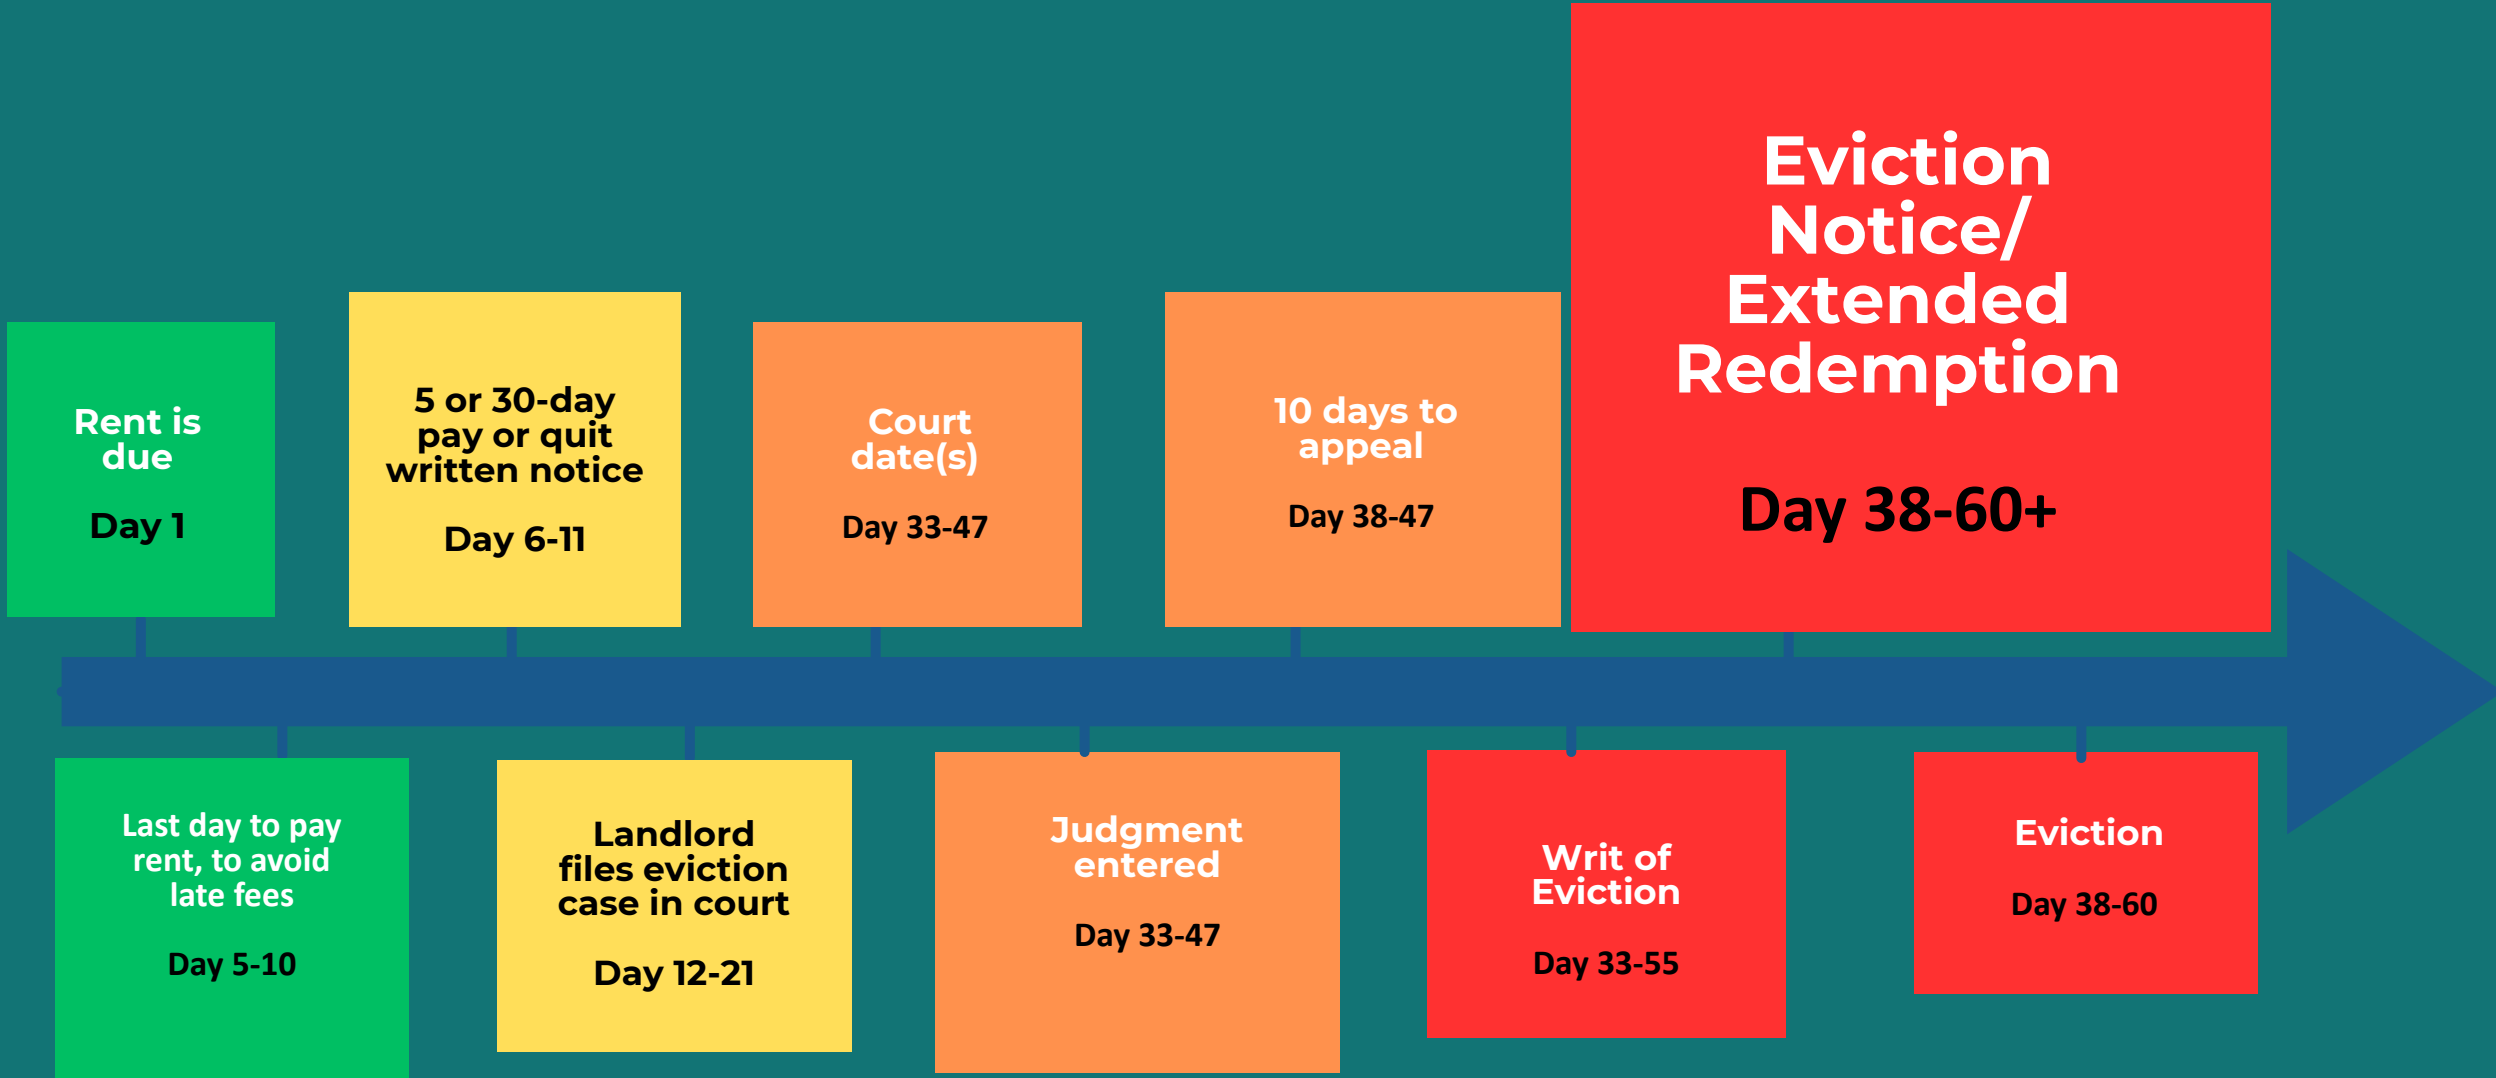 Rent is
due
Day 1
5 or 30-day
pay or quit
written notice
Day 6-11
Court
date(s)
Day 33-47
10 days to
appeal
Day 38-47
Eviction
Notice/
Extended
Redemption
Day 38-60+
Last day to pay
rent, to avoid
late fees
Day 5-10
Landlord
files eviction
case in court
Day 12-21
Judgment
entered
Day 33-47
Writ of
Eviction
Day 33-55
Eviction
Day 38-60